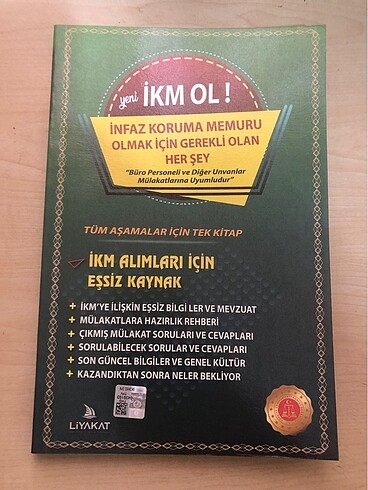 yeni
İKM OL !
İNFAZ KORUMA MEMURU
OLMAK İÇİN GEREKLİ OLAN
HER ŞEY
"Büro Personeli ve Diğer Unvanlar
Mülakatlarına Uyumludur"
TÜM AŞAMALAR İÇİN TEK KİTAP
İKM ALIMLARI İÇİN
EŞSİZ KAYNAK
+ İKM'YE İLİŞKİN EŞSİZ BİLGİ LER VE MEVZUAT
+ MÜLAKATLARA HAZIRLIK REHBERİ
+ ÇIKMIŞ MÜLAKAT SORULARI VE CEVAPLARI
+ SORULABİLECEK SORULAR VE CEVAPLARI
+ SON GÜNCEL BİLGİLER VE GENEL KÜLTÜR
+ KAZANDIKTAN SONRA NELER BEKLİYOR
LİYAKAT